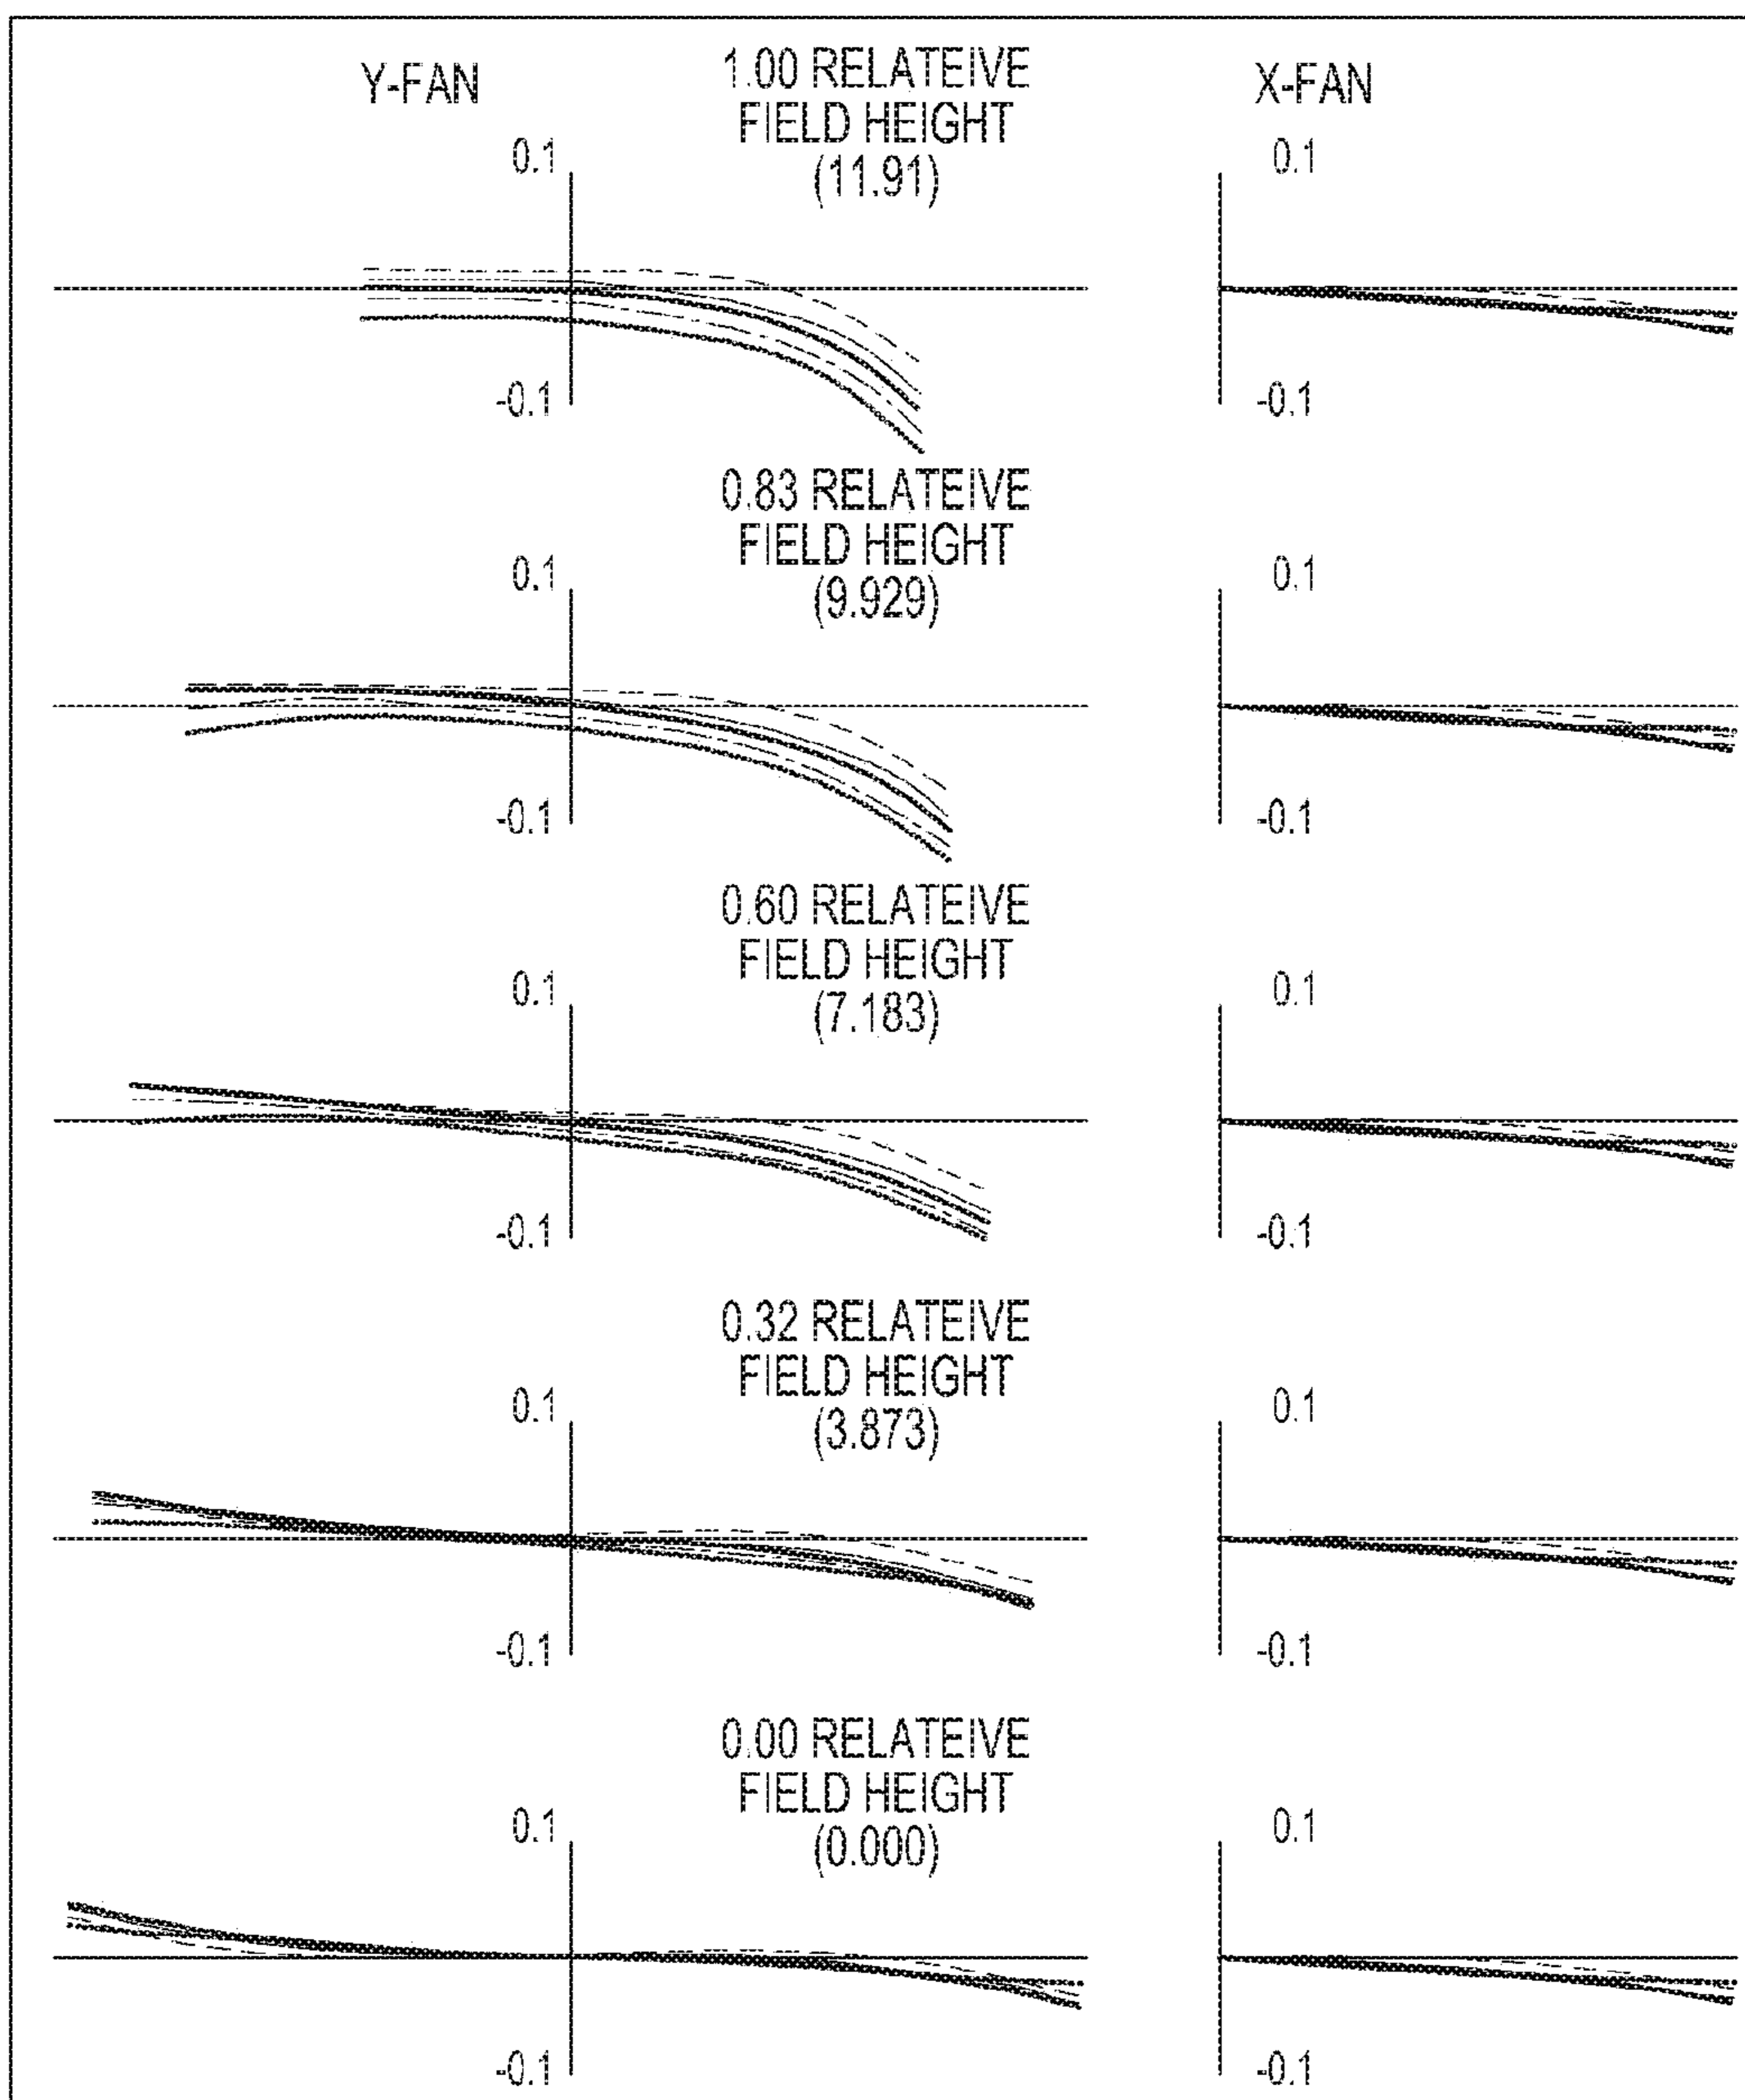 Y-FAN
1.00 RELATEIVE
FIELD HEIGHT
(11.91)
X-FAN
0.1
0.1
-0.1
-0.1
0.83 RELATEIVE
FIELD HEIGHT
(9.929)
0.1
0.1
-0.1
-0.1
0.60 RELATEIVE
FIELD HEIGHT
(7.183)
0.1
0.1
-0.1
-0.1
0.32 RELATEIVE
FIELD HEIGHT
(3.873)
0.1
0.1
-0.1
-0.1
0.00 RELATEIVE
FIELD HEIGHT
(0.000)
0.1
0.1
-0.1
-0.1